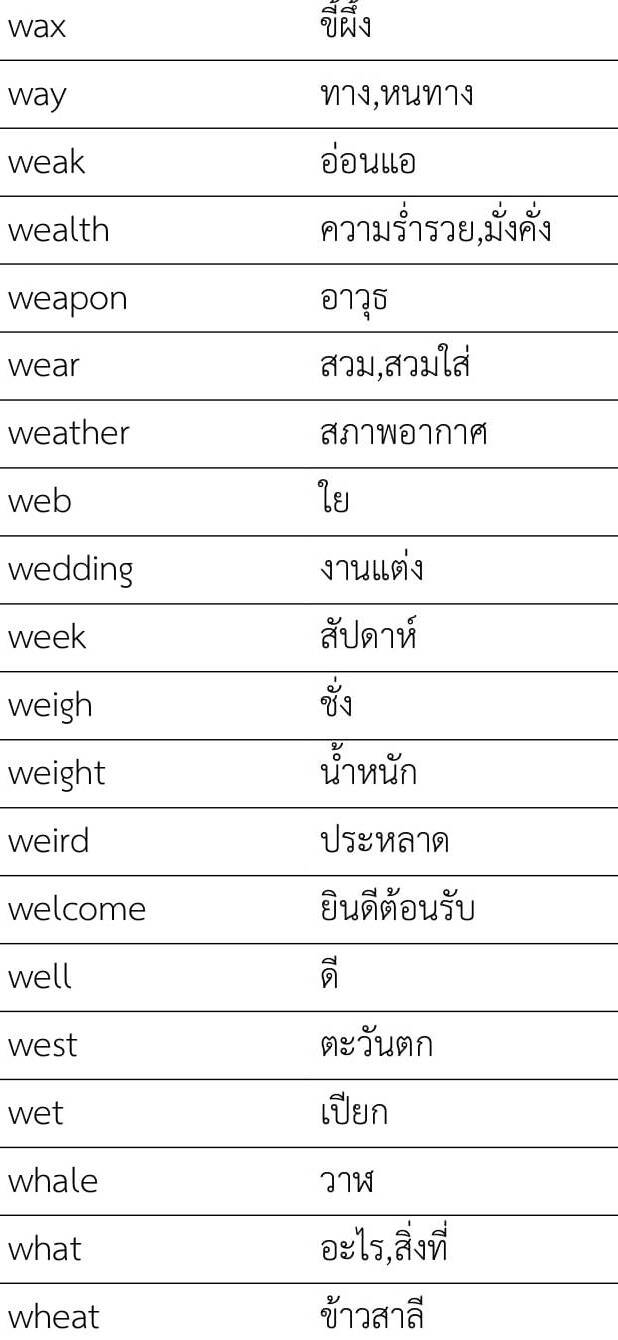 wax ขี้ผึ้ง
way ทาง,หนทาง
weak อ่อนแอ
wealth ความร่ำรวย,มั่งคั่ง
weapon อาวุธ
wear สวม,สวมใส่
weather สภาพอากาศ
web ใย
wedding งานแต่ง
week สัปดาห์
weigh ชั่ง
weight น้ำหนัก
weird ประหลาด
welcome ยินดีต้อนรับ
well ดี
west ตะวันตก
wet เปียก
whale วาฬ
what อะไร,สิ่งที่
wheat ข้าวสาลี